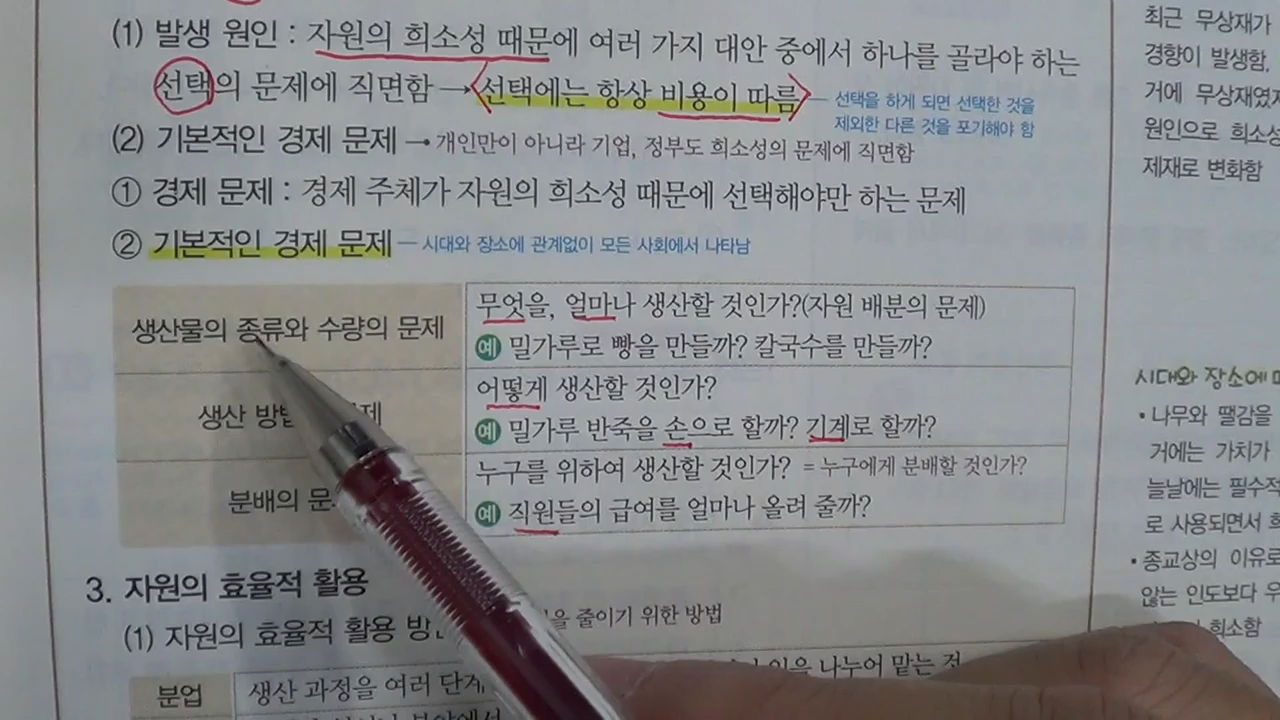 (1) 발생 원인 : 자원의 희소성 때문에 여러 가지 대안 중에서 하나를 골라야 하는
선택의 문제에 직면함 → 선택에는 항상 비용이 따름
선택을 하게 되면 선택한 것을
제외한 다른 것을 포기해야 함
(2) 기본적인 경제 문제 → 개인만이 아니라 기업, 정부도 희소성의 문제에 직면함
① 경제 문제 : 경제 주체가 자원의 희소성 때문에 선택해야만 하는 문제
② 기본적인 경제 문제 — 시대와 장소에 관계없이 모든 사회에서 나타남
생산물의 종류와 수량의 문제
무엇을, 얼마나 생산할 것인가?(자원 배분의 문제)
예 밀가루로 빵을 만들까? 칼국수를 만들까?
생산
어떻게 생산할 것인가?
예 밀가루 반죽을 손으로 할까? 기계로 할까?
분배의
누구를 위하여 생산할 것인가? = 누구에게 분배할 것인가?
예 직원들의 급여를 얼마나 올려 줄까?
3. 자원의 효율적 활용
(1) 자원의 효율적 활용
줄이기 위한 방법
분업
생산 과정을 여러
나누어 맡는 것
최근 무상재가
경향이 발생함.
거에 무상재였
원인으로 희소
제재로 변화함
시대와 장소에
• 나무와 땔감을
거에는 가치가
늘날에는 필수적
로 사용되면서
• 종교상의 이유로
않는 인도보다
희소함